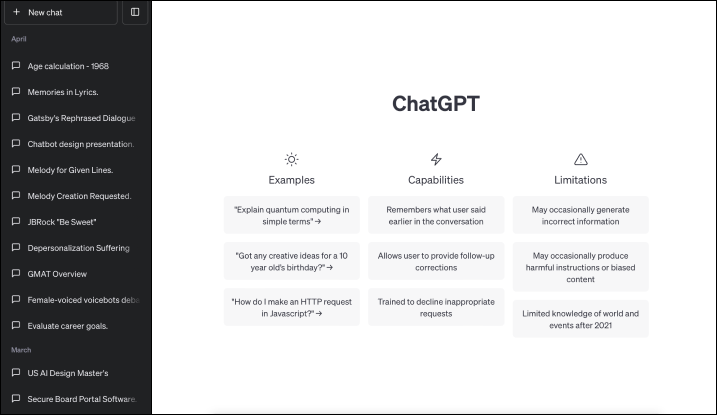 New chat
April
Age calculation - 1968
Memories in Lyrics.
Gatsby's Rephrased Dialogue
Chatbot design presentation.
Melody for Given Lines.
Melody Creation Requested.
JBRock "Be Sweet"
Depersonalization Suffering
GMAT Overview
Female-voiced voicebots deba
Evaluate career goals.
March
US AI Design Master's
Secure Board Portal Software.
ChatGPT
Examples
"Explain quantum computing in
simple terms" →
"Got any creative ideas for a 10
year old's birthday?" →
"How do I make an HTTP request
in Javascript?" →
Capabilities
Remembers what user said
earlier in the conversation
Allows user to provide follow-up
corrections
Trained to decline inappropriate
requests
Limitations
May occasionally generate
incorrect information
May occasionally produce
harmful instructions or biased
content
Limited knowledge of world and
events after 2021